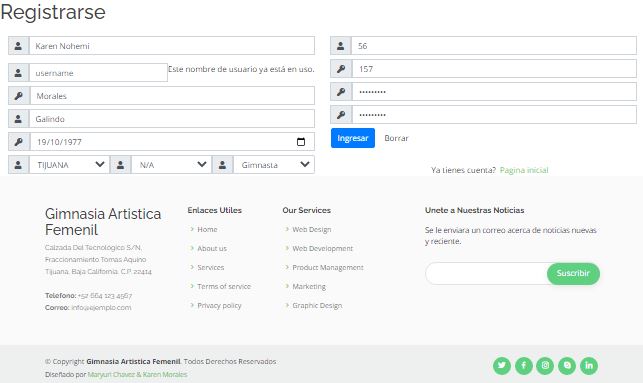 Registrarse
Karen Nohemi
username
Este nombre de usuario ya está en uso.
Morales
Galindo
19/10/1977
TIJUANA
N/A
Gimnasta
56
157
•••••••••
•••••••••
Ingresar
Borrar
Ya tienes cuenta? Pagina inicial
Gimnasia Artistica
Femenil
Calzada Del Tecnológico S/N,
Fraccionamiento Tomas Aquino
Tijuana, Baja California, C.P. 22414
Teléfono: +52 664 123 4567
Correo: info@ejemplo.com
Enlaces Utiles
Home
About us
Services
Terms of service
Privacy policy
Our Services
Web Design
Web Development
Product Management
Marketing
Graphic Design
Unete a Nuestras Noticias
Se le enviara un correo acerca de noticias nuevas
y reciente.
Suscribir
© Copyright Gimnasia Artistica Femenil. Todos Derechos Reservados
Diseñado por Maryuri Chavez & Karen Morales